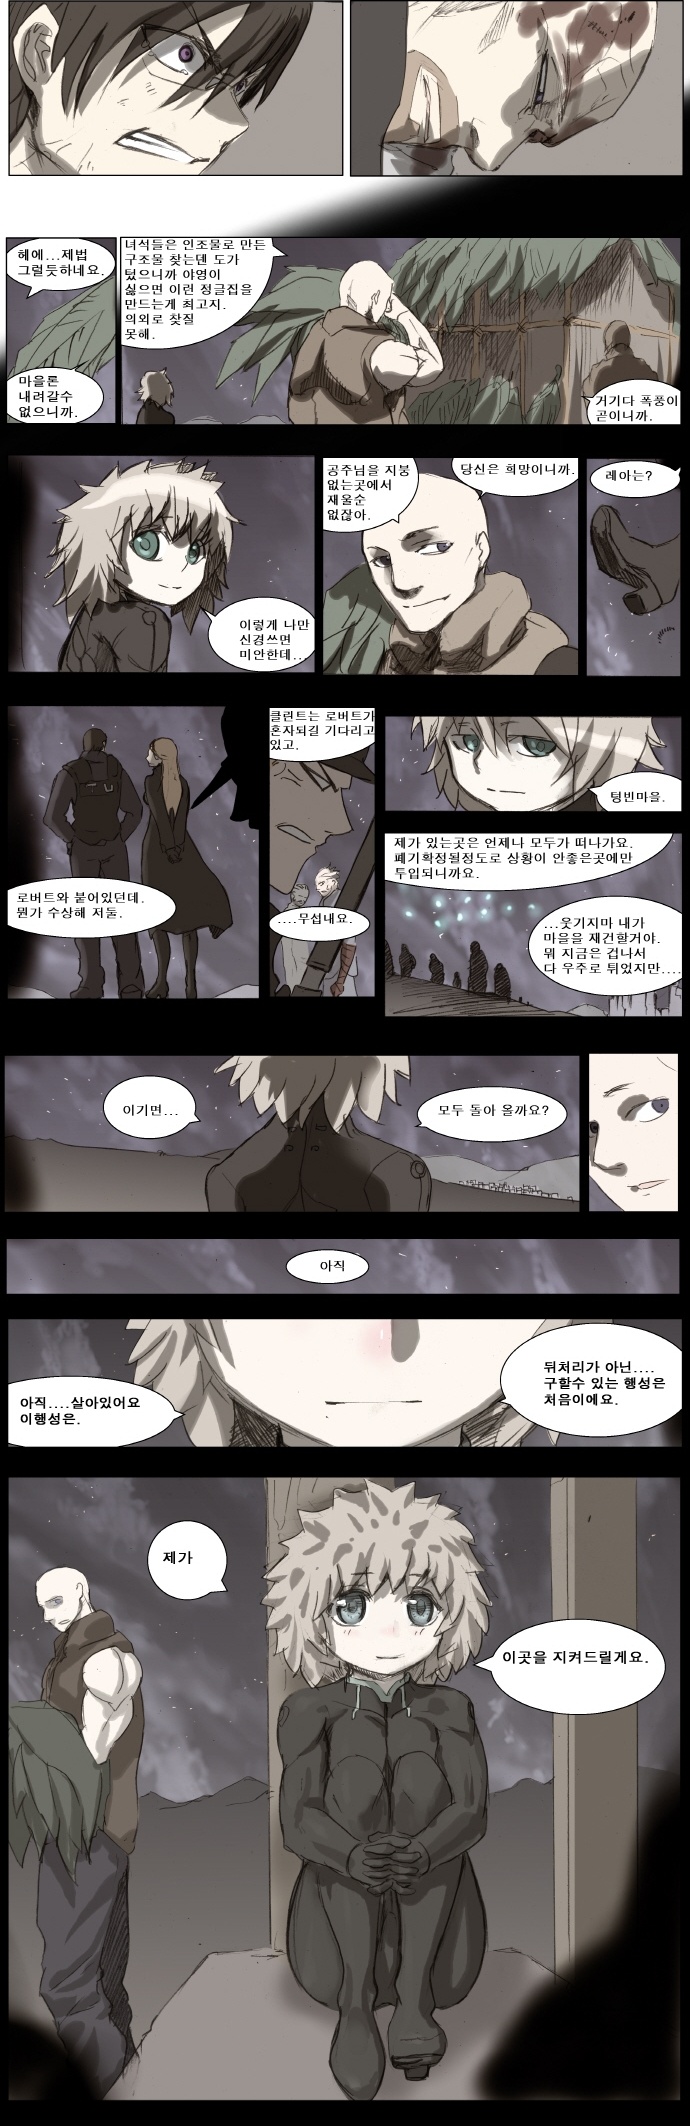 헤에...제법
그럴듯하네요.
녀석들은 인조물로 만든
구조물 찾는덴 도가
텄으니까 야영이
싫으면 이런 정글집을
만드는게 최고지.
의외로 찾질
못해.
마을론
내려갈수
없으니까.
거기다 폭풍이
곧이니까.
이렇게 나만
신경쓰면
미안한데...
공주님을 지붕
없는곳에서
재울순
없잖아.
당신은 희망이니까.
레아는?
로버트와 붙어있던데.
뭔가 수상해 저둘.
클린트는 로버트가
혼자되길 기다리고
있고.
....무섭내요.
텅빈마을.
제가 있는곳은 언제나 모두가 떠나가요.
폐기확정될정도로 상황이 안좋은곳에만
투입되니까요.
...웃기지마 내가
마을을 재건할거야.
뭐 지금은 겁나서
다 우주로 튀었지만....
이기면...
모두 돌아 올까요?
아직
아직....살아있어요
이행성은.
뒤처리가 아닌....
구할수 있는 행성은
처음이에요.
제가
이곳을 지켜드릴게요.